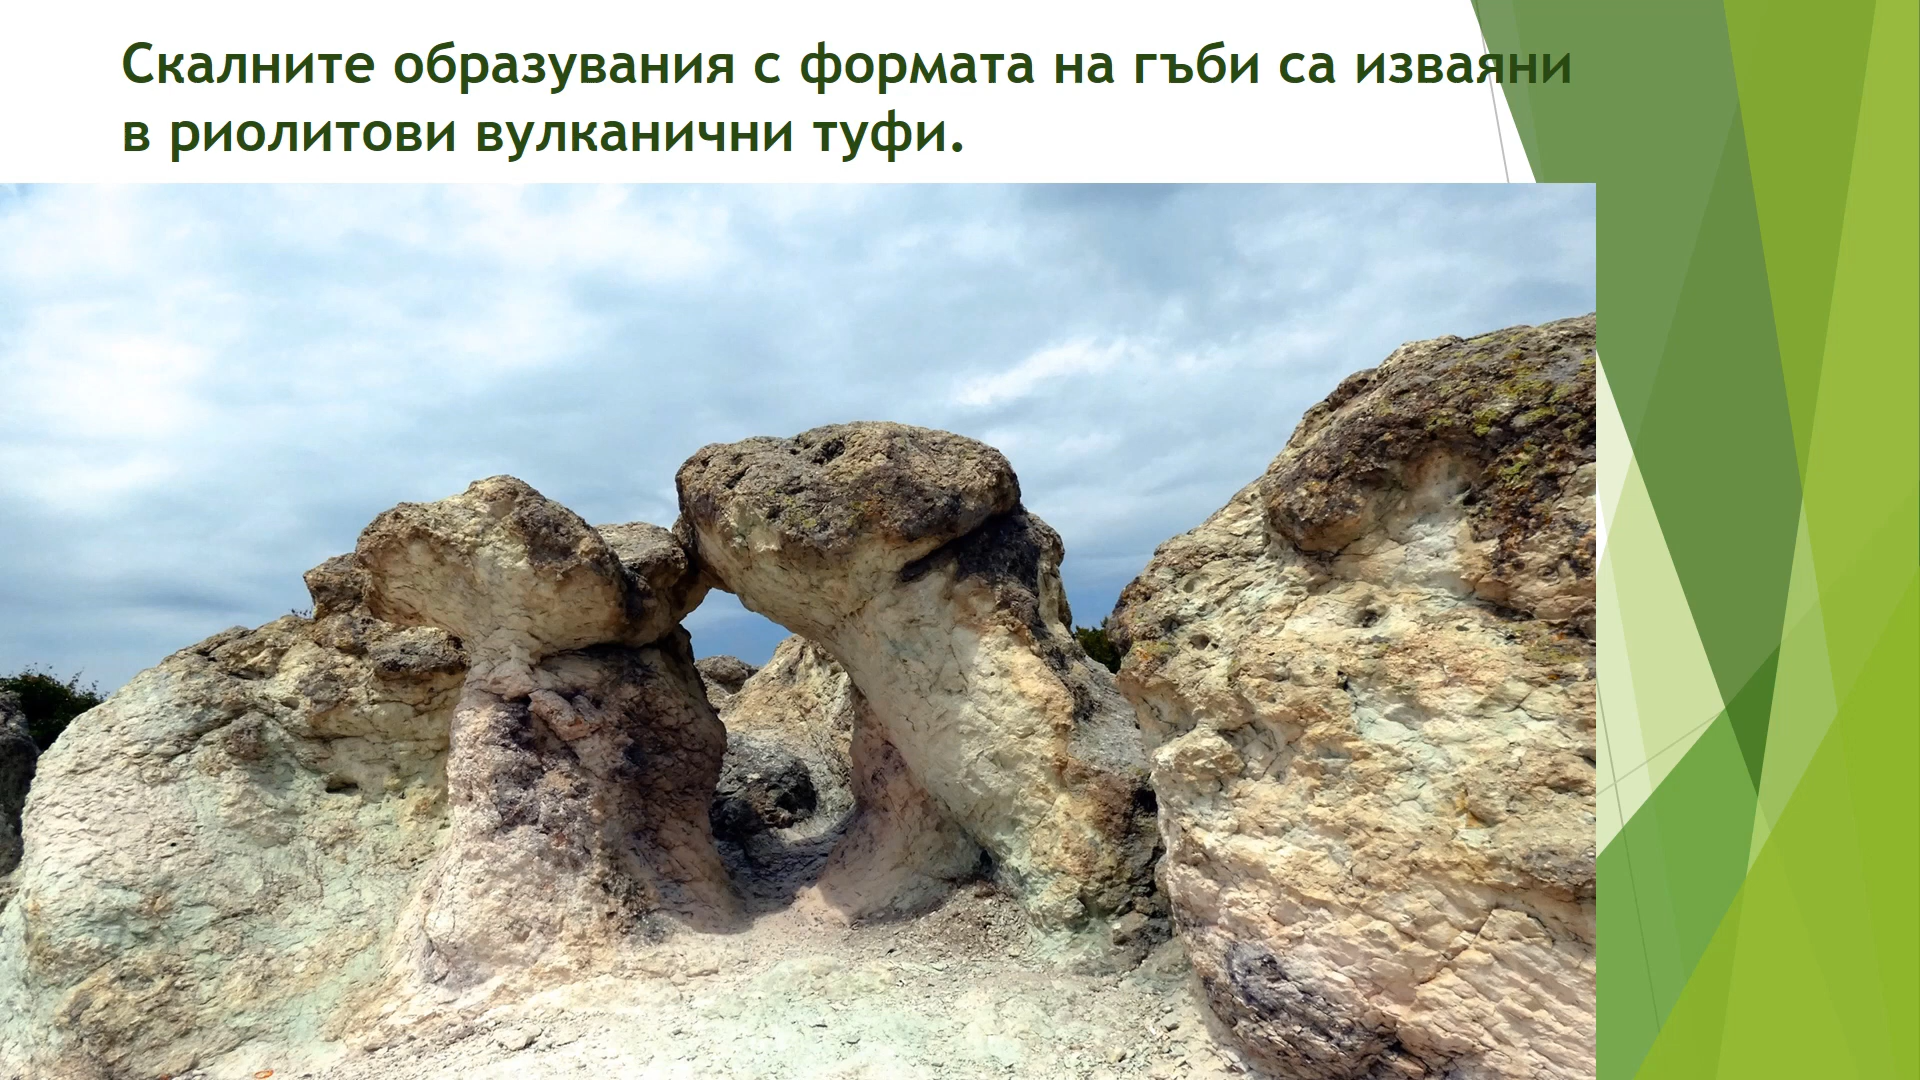 Скалните образувания с формата на гъби са изваяни
в риолитови вулканични туфи.